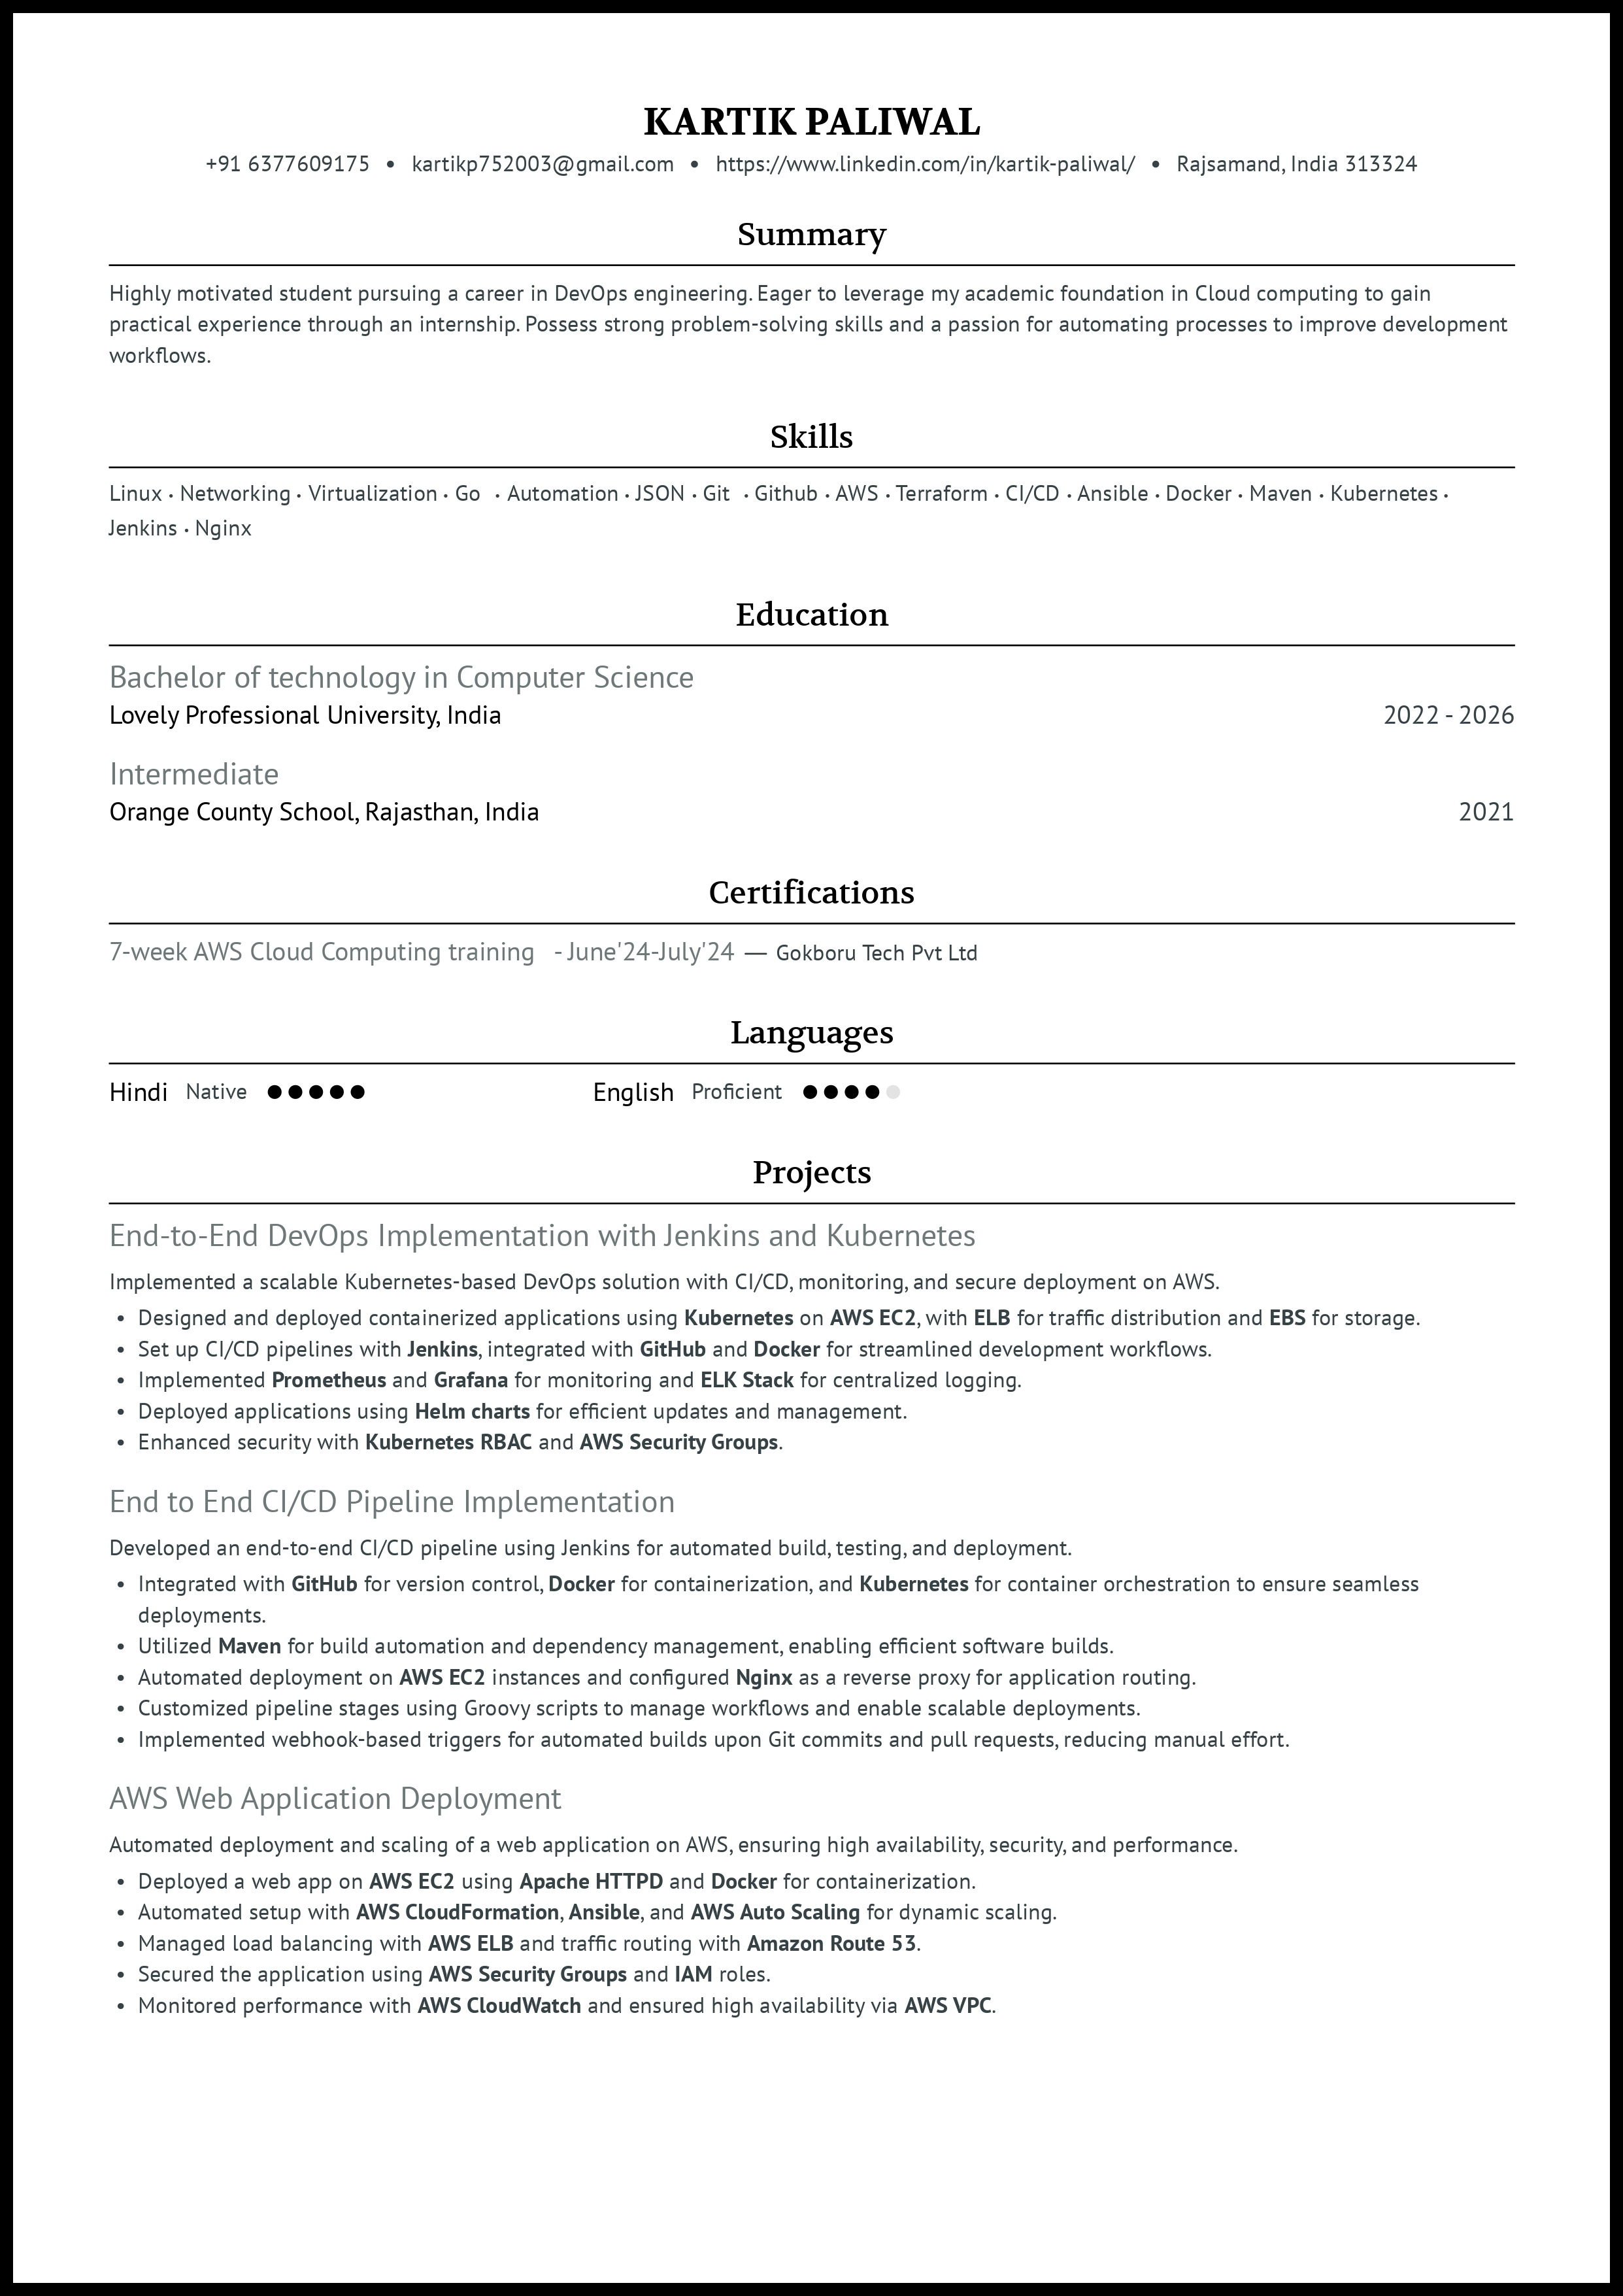 KARTIK PALIWAL
+91 6377609175 • kartikp752003@gmail.com • https://www.linkedin.com/in/kartik-paliwal/ • Rajsamand, India 313324
Summary
Highly motivated student pursuing a career in DevOps engineering. Eager to leverage my academic foundation in Cloud computing to gain
practical experience through an internship. Possess strong problem-solving skills and a passion for automating processes to improve development
workflows.
Skills
Linux • Networking • Virtualization • Go • Automation • JSON • Git • Github • AWS • Terraform • CI/CD • Ansible • Docker • Maven • Kubernetes •
Jenkins • Nginx
Education
Bachelor of technology in Computer Science
Lovely Professional University, India 2022 - 2026
Intermediate
Orange County School, Rajasthan, India 2021
Certifications
7-week AWS Cloud Computing training - June'24-July'24 — Gokboru Tech Pvt Ltd
Languages
Hindi Native English Proficient
Projects
End-to-End DevOps Implementation with Jenkins and Kubernetes
Implemented a scalable Kubernetes-based DevOps solution with CI/CD, monitoring, and secure deployment on AWS.
• Designed and deployed containerized applications using Kubernetes on AWS EC2, with ELB for traffic distribution and EBS for storage.
• Set up CI/CD pipelines with Jenkins, integrated with GitHub and Docker for streamlined development workflows.
• Implemented Prometheus and Grafana for monitoring and ELK Stack for centralized logging.
• Deployed applications using Helm charts for efficient updates and management.
• Enhanced security with Kubernetes RBAC and AWS Security Groups.
End to End CI/CD Pipeline Implementation
Developed an end-to-end CI/CD pipeline using Jenkins for automated build, testing, and deployment.
• Integrated with GitHub for version control, Docker for containerization, and Kubernetes for container orchestration to ensure seamless
deployments.
• Utilized Maven for build automation and dependency management, enabling efficient software builds.
• Automated deployment on AWS EC2 instances and configured Nginx as a reverse proxy for application routing.
• Customized pipeline stages using Groovy scripts to manage workflows and enable scalable deployments.
• Implemented webhook-based triggers for automated builds upon Git commits and pull requests, reducing manual effort.
AWS Web Application Deployment
Automated deployment and scaling of a web application on AWS, ensuring high availability, security, and performance.
• Deployed a web app on AWS EC2 using Apache HTTPD and Docker for containerization.
• Automated setup with AWS CloudFormation, Ansible, and AWS Auto Scaling for dynamic scaling.
• Managed load balancing with AWS ELB and traffic routing with Amazon Route 53.
• Secured the application using AWS Security Groups and IAM roles.
• Monitored performance with AWS CloudWatch and ensured high availability via AWS VPC.